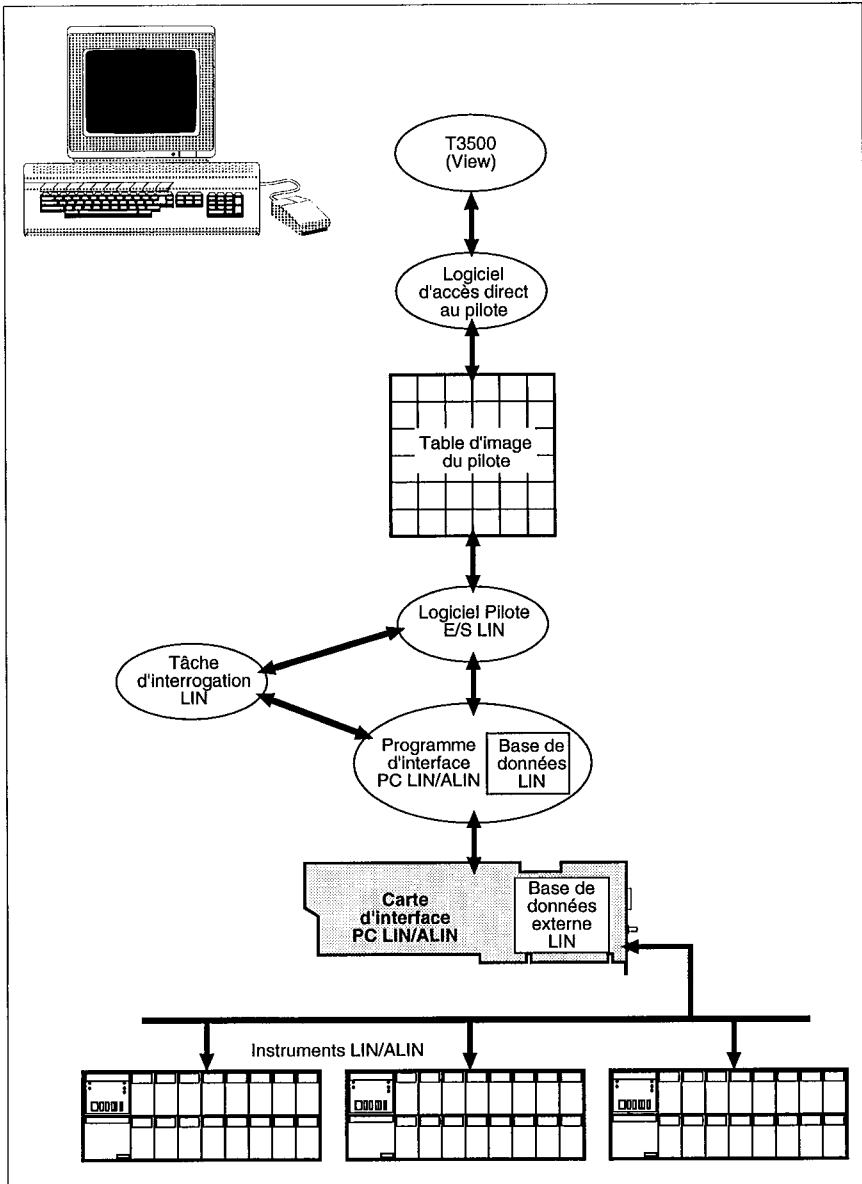 T3500
(View)
Logiciel
d'accès direct
au pilote
Table d'image
du pilote
Logiciel Pilote
E/S LIN
Tâche
d'interrogation
LIN
Programme
d'interface
PC LIN/ALIN
Base de
données
LIN
Carte
d'interface
PC LIN/ALIN
Base de
données
externe
LIN
Instruments LIN/ALIN